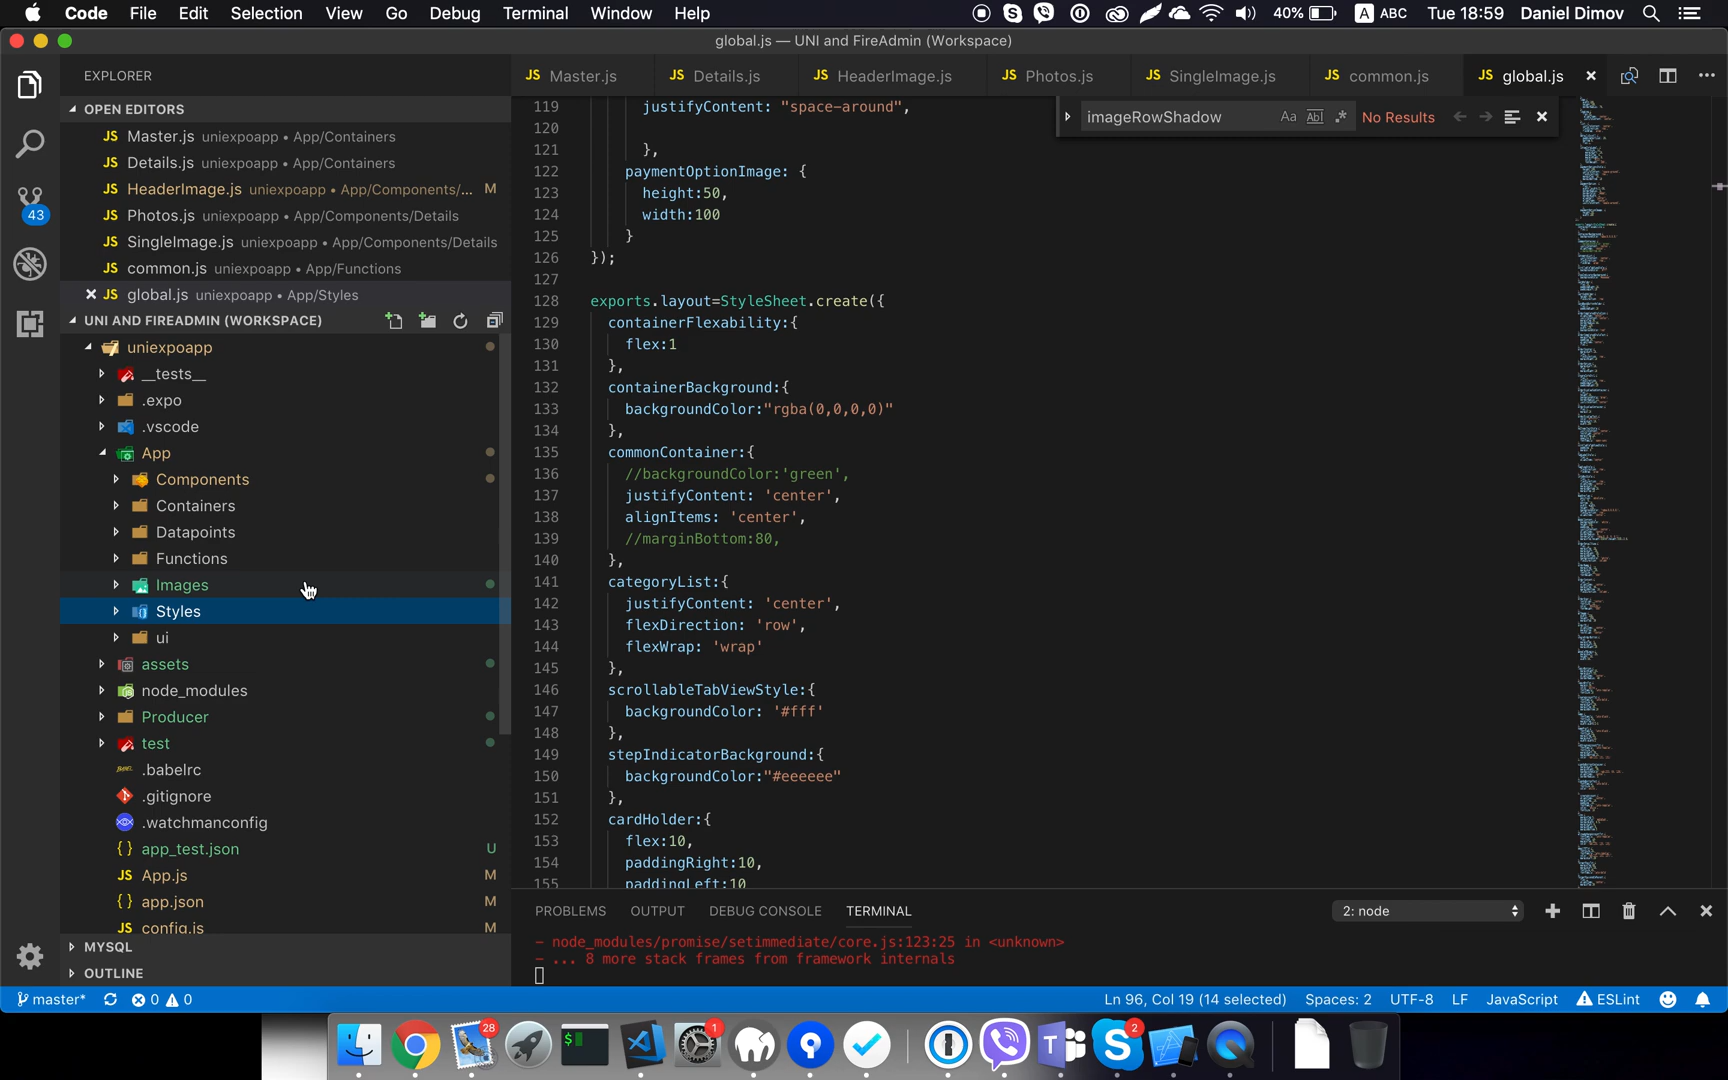 Code File Edit Selection View Go Debug Terminal Window Help 40% A ABC Tue 18:59 Daniel Dimov
global.js — UNI and FireAdmin (Workspace)
EXPLORER
JS Master.js JS Details.js JS HeaderImage.js JS Photos.js JS SingleImage.js JS common.js JS global.js
OPEN EDITORS
JS Master.js uniexpoapp • App/Containers
JS Details.js uniexpoapp • App/Containers
JS HeaderImage.js uniexpoapp • App/Components/... M
JS Photos.js uniexpoapp • App/Components/Details
JS SingleImage.js uniexpoapp • App/Components/Details
JS common.js uniexpoapp • App/Functions
JS global.js uniexpoapp • App/Styles
43
UNI AND FIREADMIN (WORKSPACE)
uniexpoapp
__tests__
.expo
.vscode
App
Components
Containers
Datapoints
Functions
Images
Styles
ui
assets
node_modules
Producer
test
.babelrc
.gitignore
.watchmanconfig
{} app_test.json U
JS App.js M
{} app.json M
JS config.js M
MYSQL
OUTLINE
imageRowShadow Aa Abl .* No Results
119 justifyContent: "space-around",
120
121 },
122 paymentOptionImage: {
123 height:50,
124 width:100
125 }
126 });
127
128 exports.layout=StyleSheet.create({
129 containerFlexability:{
130 flex:1
131 },
132 containerBackground:{
133 backgroundColor:"rgba(0,0,0,0)"
134 },
135 commonContainer:{
136 //backgroundColor:'green',
137 justifyContent: 'center',
138 alignItems: 'center',
139 //marginBottom:80,
140 },
141 categoryList:{
142 justifyContent: 'center',
143 flexDirection: 'row',
144 flexWrap: 'wrap'
145 },
146 scrollableTabViewStyle:{
147 backgroundColor: '#fff'
148 },
149 stepIndicatorBackground:{
150 backgroundColor:"#eeeeee"
151 },
152 cardHolder:{
153 flex:10,
154 paddingRight:10,
155 paddingLeft:10
PROBLEMS OUTPUT DEBUG CONSOLE TERMINAL 2: node
- node_modules/promise/setimmediate/core.js:123:25 in <unknown>
- ... 8 more stack frames from framework internals
master* 0 0 Ln 96, Col 19 (14 selected) Spaces: 2 UTF-8 LF JavaScript ESLint
28 1 2